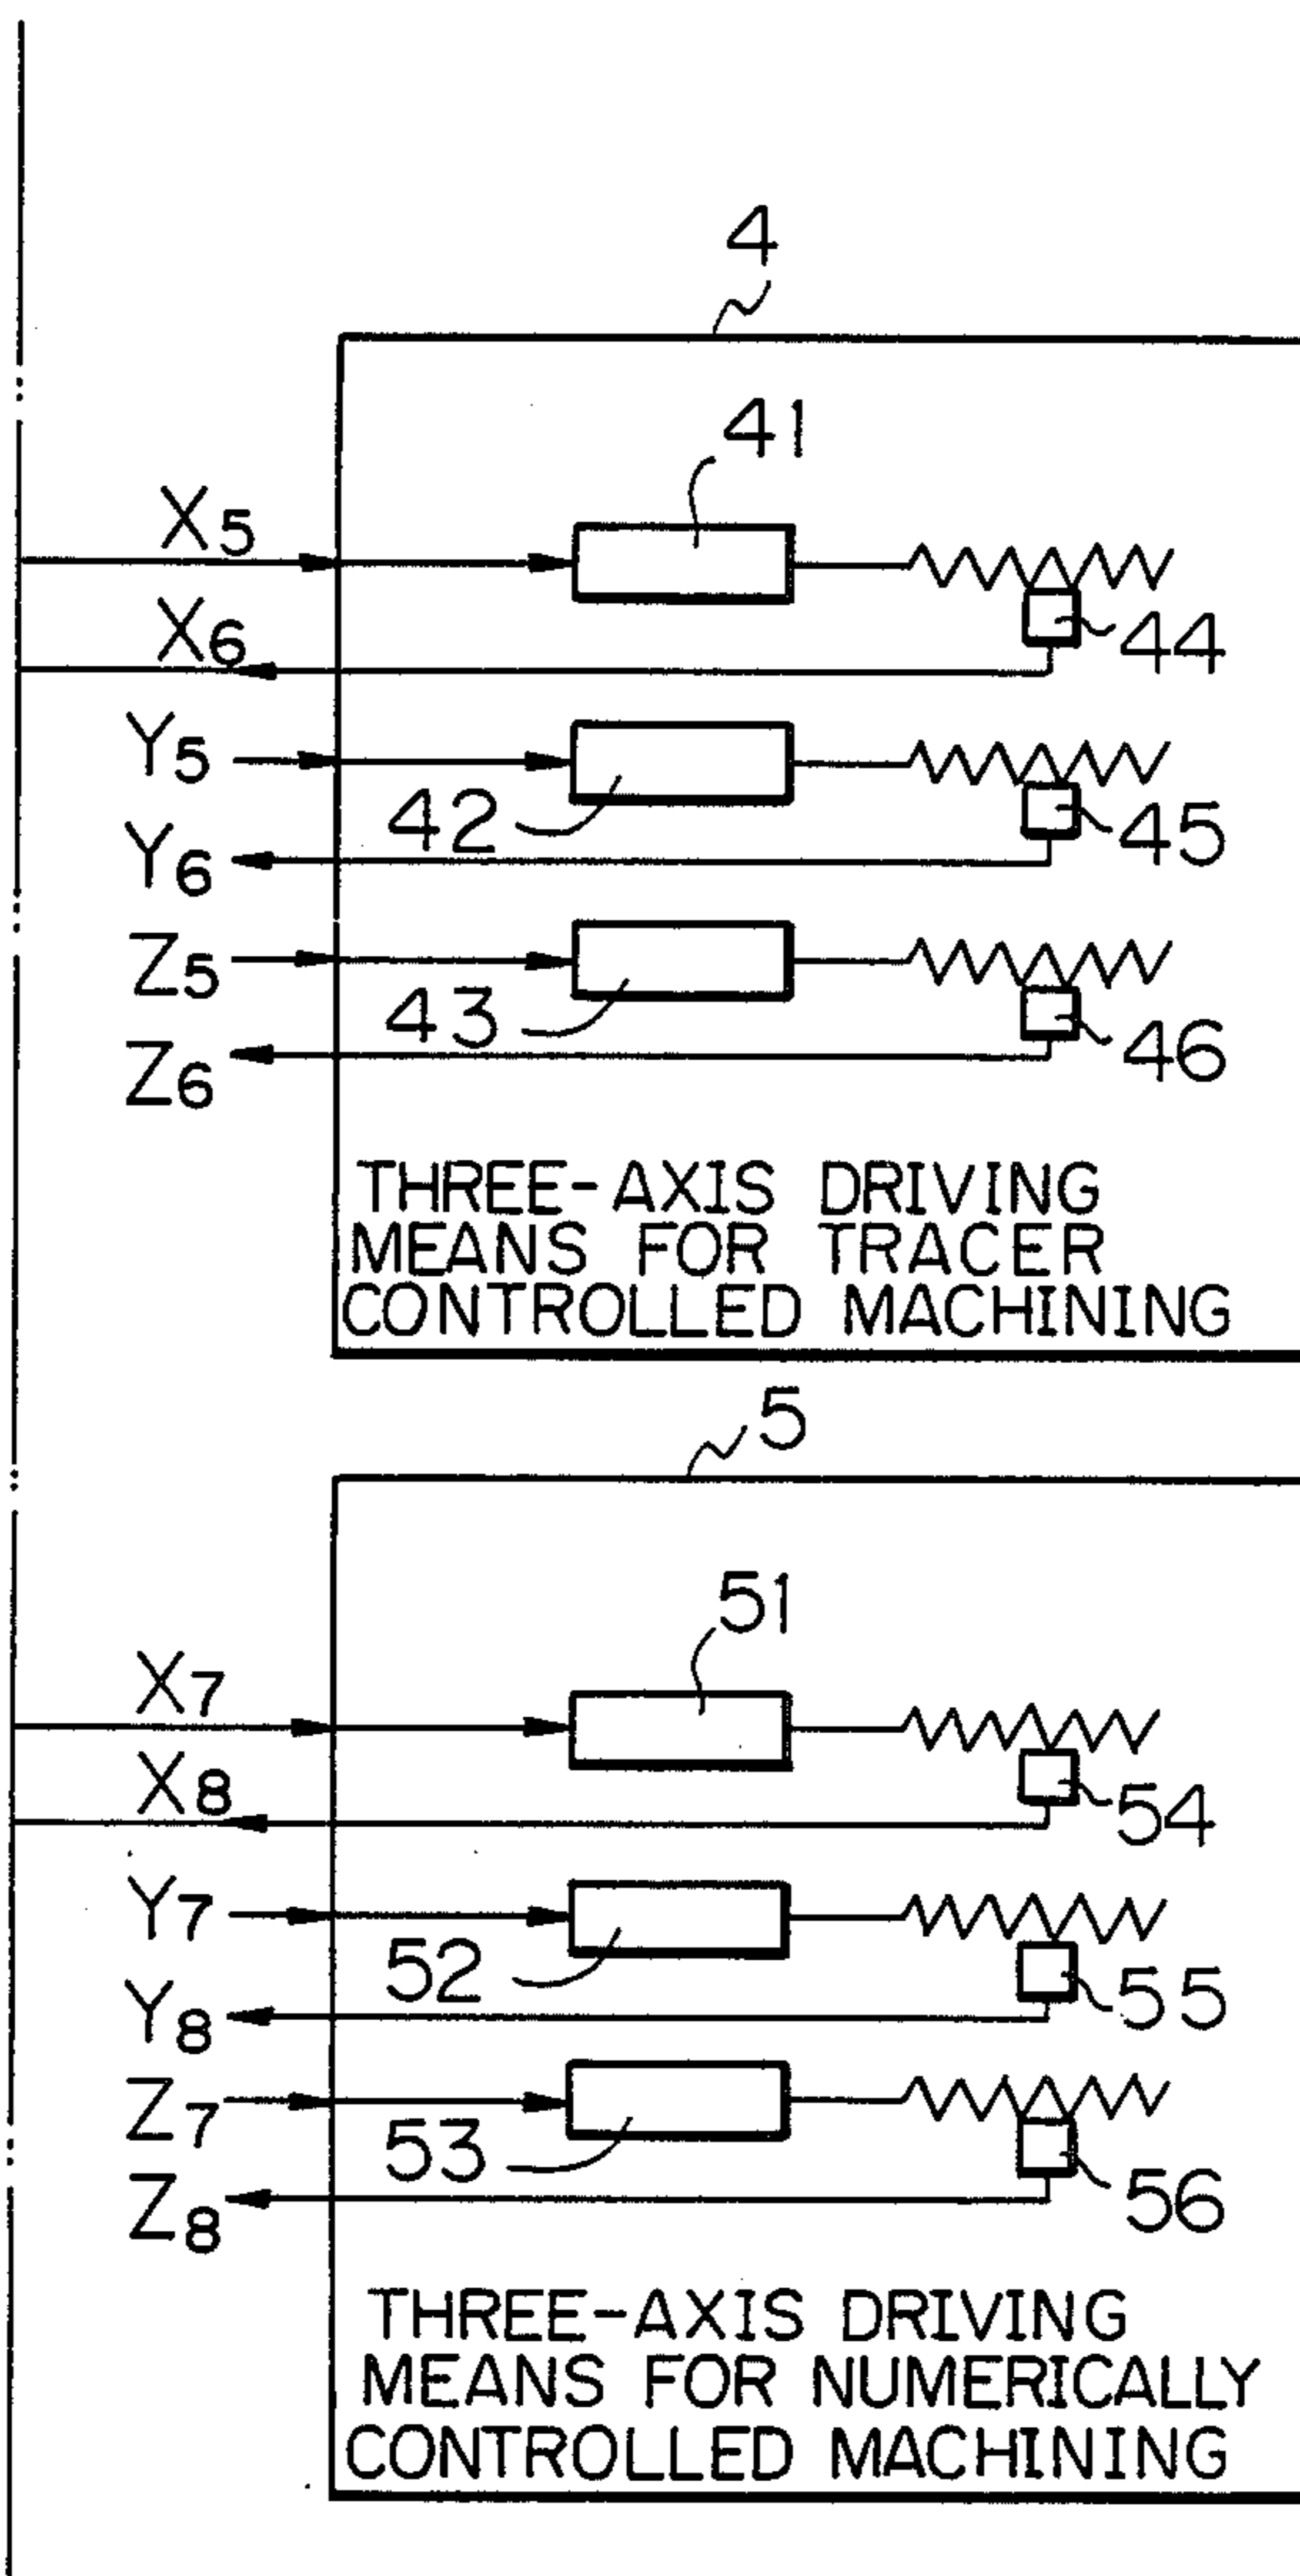 4
41
X5
44
X6
Y5
42
45
Y6
Z5
43
46
Z6
THREE-AXIS DRIVING
MEANS FOR TRACER
CONTROLLED MACHINING
5
51
X7
54
X8
Y7
52
55
Y8
Z7
53
56
Z8
THREE-AXIS DRIVING
MEANS FOR NUMERICALLY
CONTROLLED MACHINING